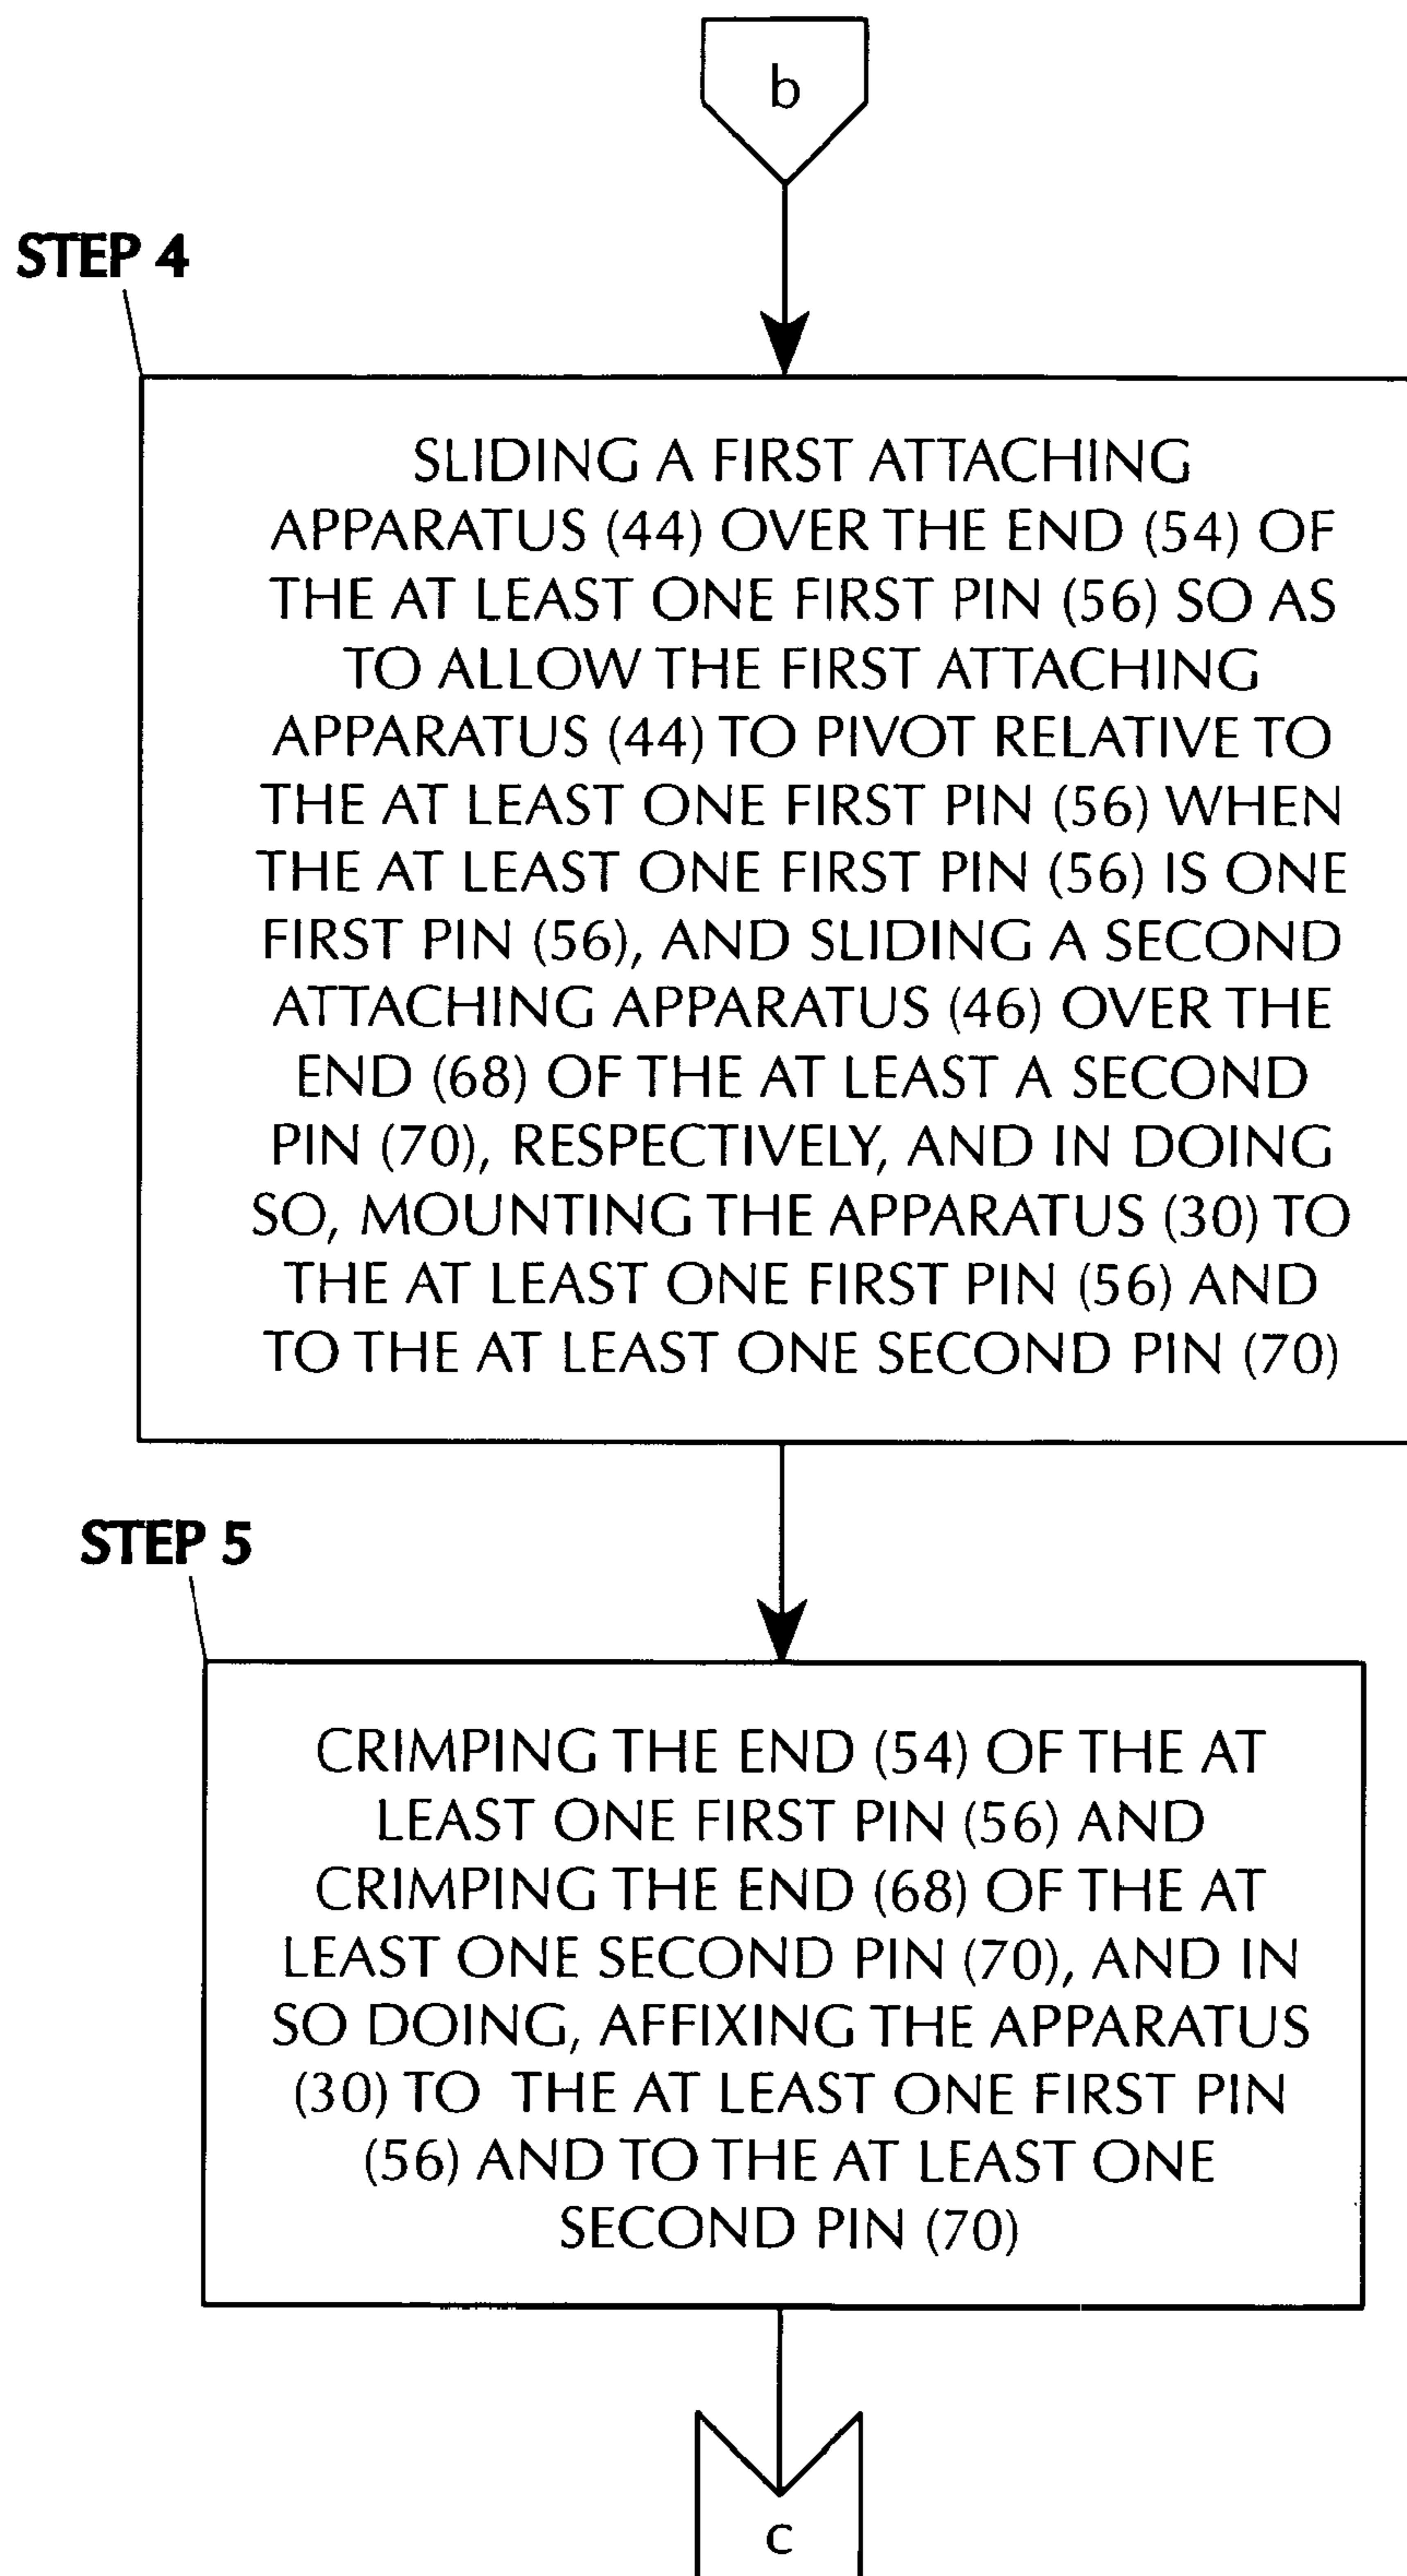 b
STEP 4
SLIDING A FIRST ATTACHING
APPARATUS (44) OVER THE END (54) OF
THE AT LEAST ONE FIRST PIN (56) SO AS
TO ALLOW THE FIRST ATTACHING
APPARATUS (44) TO PIVOT RELATIVE TO
THE AT LEAST ONE FIRST PIN (56) WHEN
THE AT LEAST ONE FIRST PIN (56) IS ONE
FIRST PIN (56), AND SLIDING A SECOND
ATTACHING APPARATUS (46) OVER THE
END (68) OF THE AT LEAST A SECOND
PIN (70), RESPECTIVELY, AND IN DOING
SO, MOUNTING THE APPARATUS (30) TO
THE AT LEAST ONE FIRST PIN (56) AND
TO THE AT LEAST ONE SECOND PIN (70)
STEP 5
CRIMPING THE END (54) OF THE AT
LEAST ONE FIRST PIN (56) AND
CRIMPING THE END (68) OF THE AT
LEAST ONE SECOND PIN (70), AND IN
SO DOING, AFFIXING THE APPARATUS
(30) TO THE AT LEAST ONE FIRST PIN
(56) AND TO THE AT LEAST ONE
SECOND PIN (70)
c